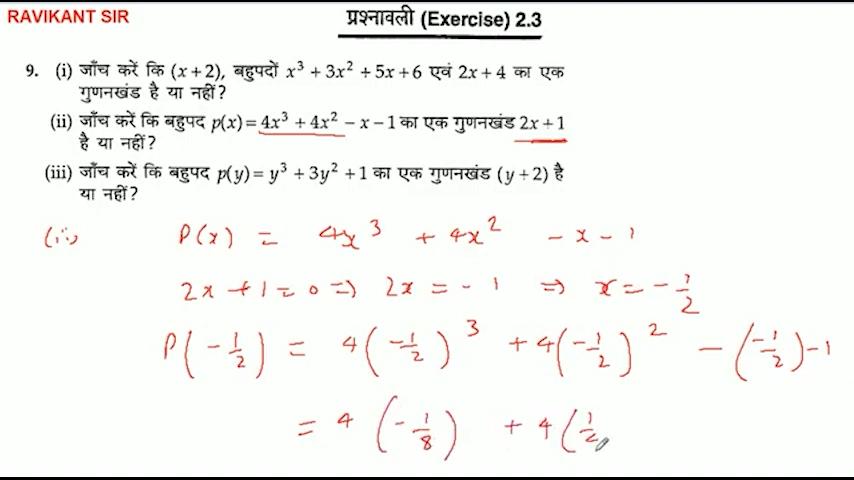 RAVIKANT SIR
प्रश्नावली (Exercise) 2.3
9. (i) जाँच करें कि (x + 2), बहुपदों x³ + 3x² + 5x + 6 एवं 2x + 4 का एक
गुणनखंड है या नहीं?
(ii) जाँच करें कि बहुपद p(x) = 4x³ + 4x² – x – 1 का एक गुणनखंड 2x + 1
है या नहीं?
(iii) जाँच करें कि बहुपद p(y) = y³ + 3y² + 1 का एक गुणनखंड (y + 2) है
या नहीं?
(ii) P(x) = 4x³ + 4x² - x - 1
2x + 1 = 0 ⇒ 2x = -1 ⇒ x = -1/2
P(-1/2) = 4(-1/2)³ + 4(-1/2)² - (-1/2) - 1
= 4(-1/8) + 4(1/4